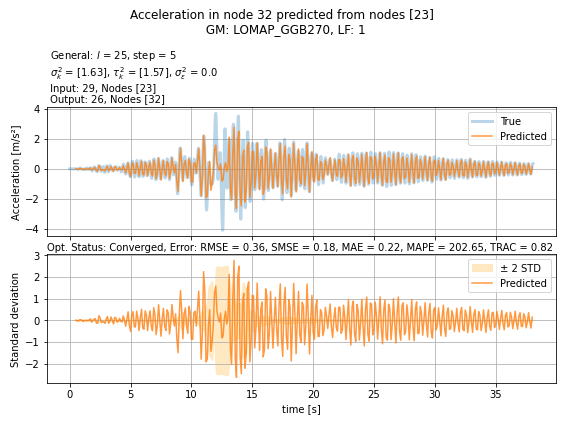 Acceleration in node 32 predicted from nodes [23]
GM: LOMAP_GGB270, LF: 1
General: l = 25, step = 5
σ²ₖ = [1.63], τ²ₖ = [1.57], σ²_ε = 0.0
Input: 29, Nodes [23]
Output: 26, Nodes [32]
Acceleration [m/s²]
4
2
0
−2
−4
True
Predicted
Opt. Status: Converged, Error: RMSE = 0.36, SMSE = 0.18, MAE = 0.22, MAPE = 202.65, TRAC = 0.82
Standard deviation
3
2
1
0
−1
−2
± 2 STD
Predicted
0 5 10 15 20 25 30 35
time [s]